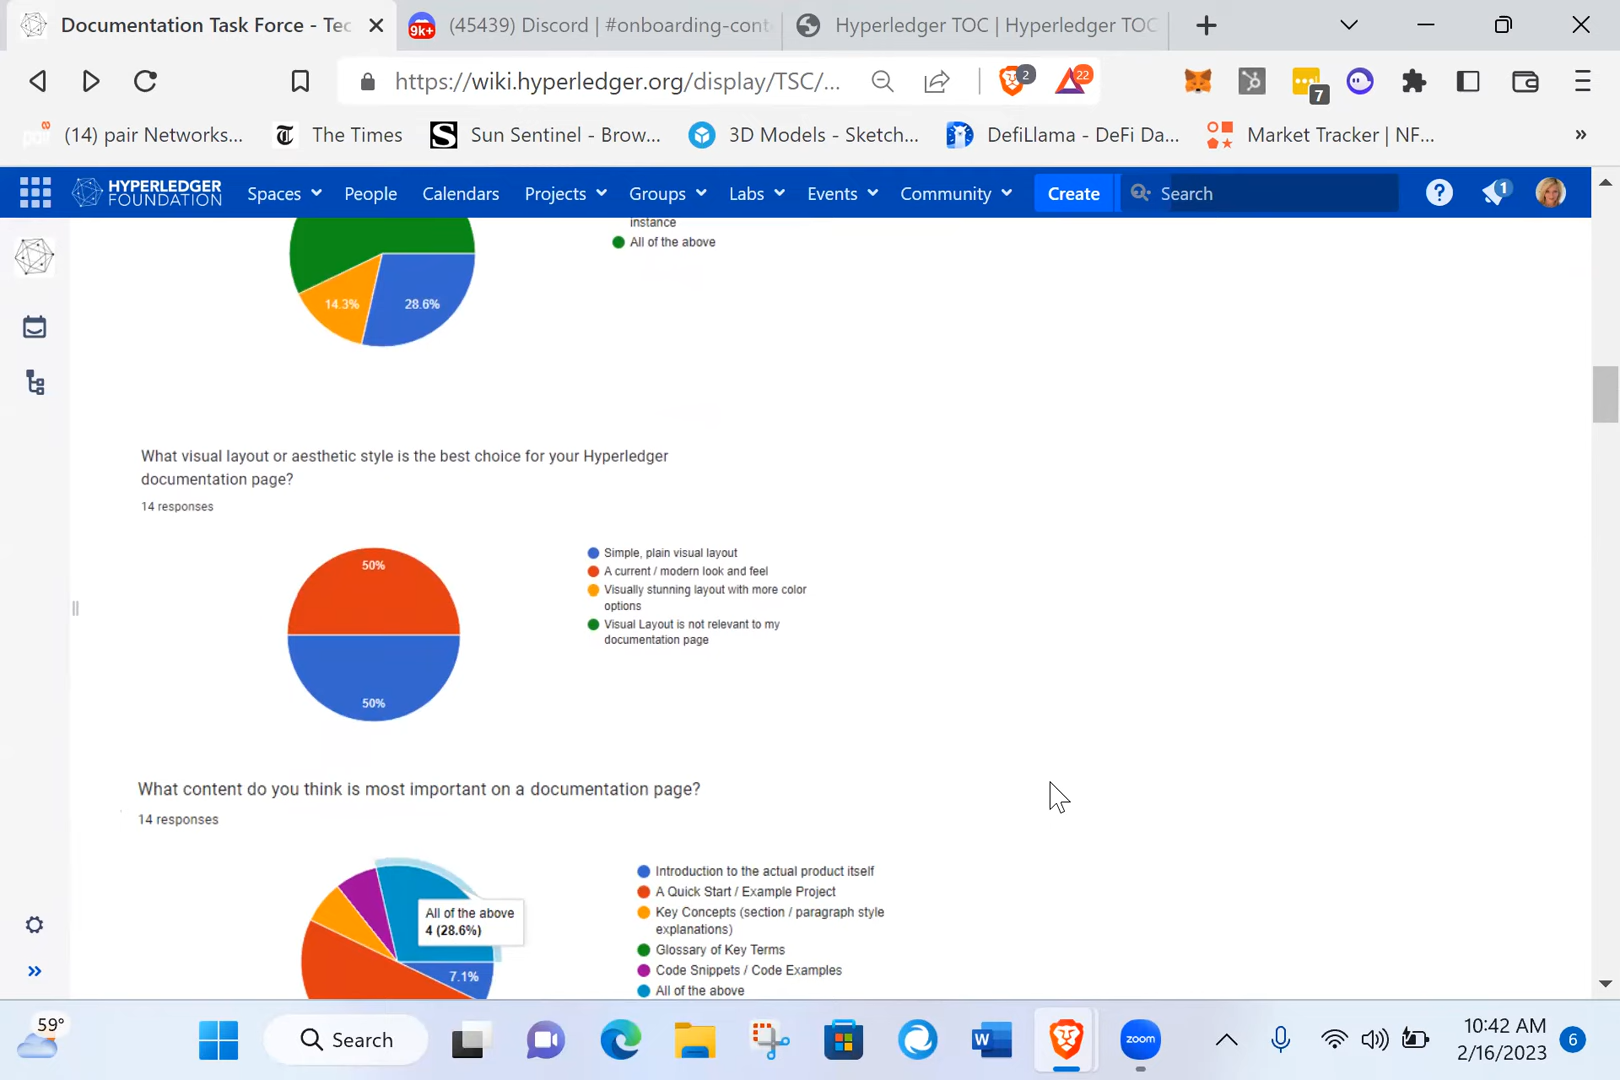 Documentation Task Force - Tec
9k+
(45439) Discord | #onboarding-cont
Hyperledger TOC | Hyperledger TOC
https://wiki.hyperledger.org/display/TSC/...
2
22
7
(14) pair Networks...
The Times
Sun Sentinel - Brow...
3D Models - Sketch...
DefiLlama - DeFi Da...
Market Tracker | NF...
»
HYPERLEDGER
FOUNDATION
Spaces
People
Calendars
Projects
Groups
Labs
Events
Community
Create
Search
1
instance
All of the above
14.3%
28.6%
What visual layout or aesthetic style is the best choice for your Hyperledger
documentation page?
14 responses
50%
50%
Simple, plain visual layout
A current / modern look and feel
Visually stunning layout with more color
options
Visual Layout is not relevant to my
documentation page
What content do you think is most important on a documentation page?
14 responses
All of the above
4 (28.6%)
7.1%
Introduction to the actual product itself
A Quick Start / Example Project
Key Concepts (section / paragraph style
explanations)
Glossary of Key Terms
Code Snippets / Code Examples
All of the above
59°
Search
W
zoom
10:42 AM
2/16/2023
6